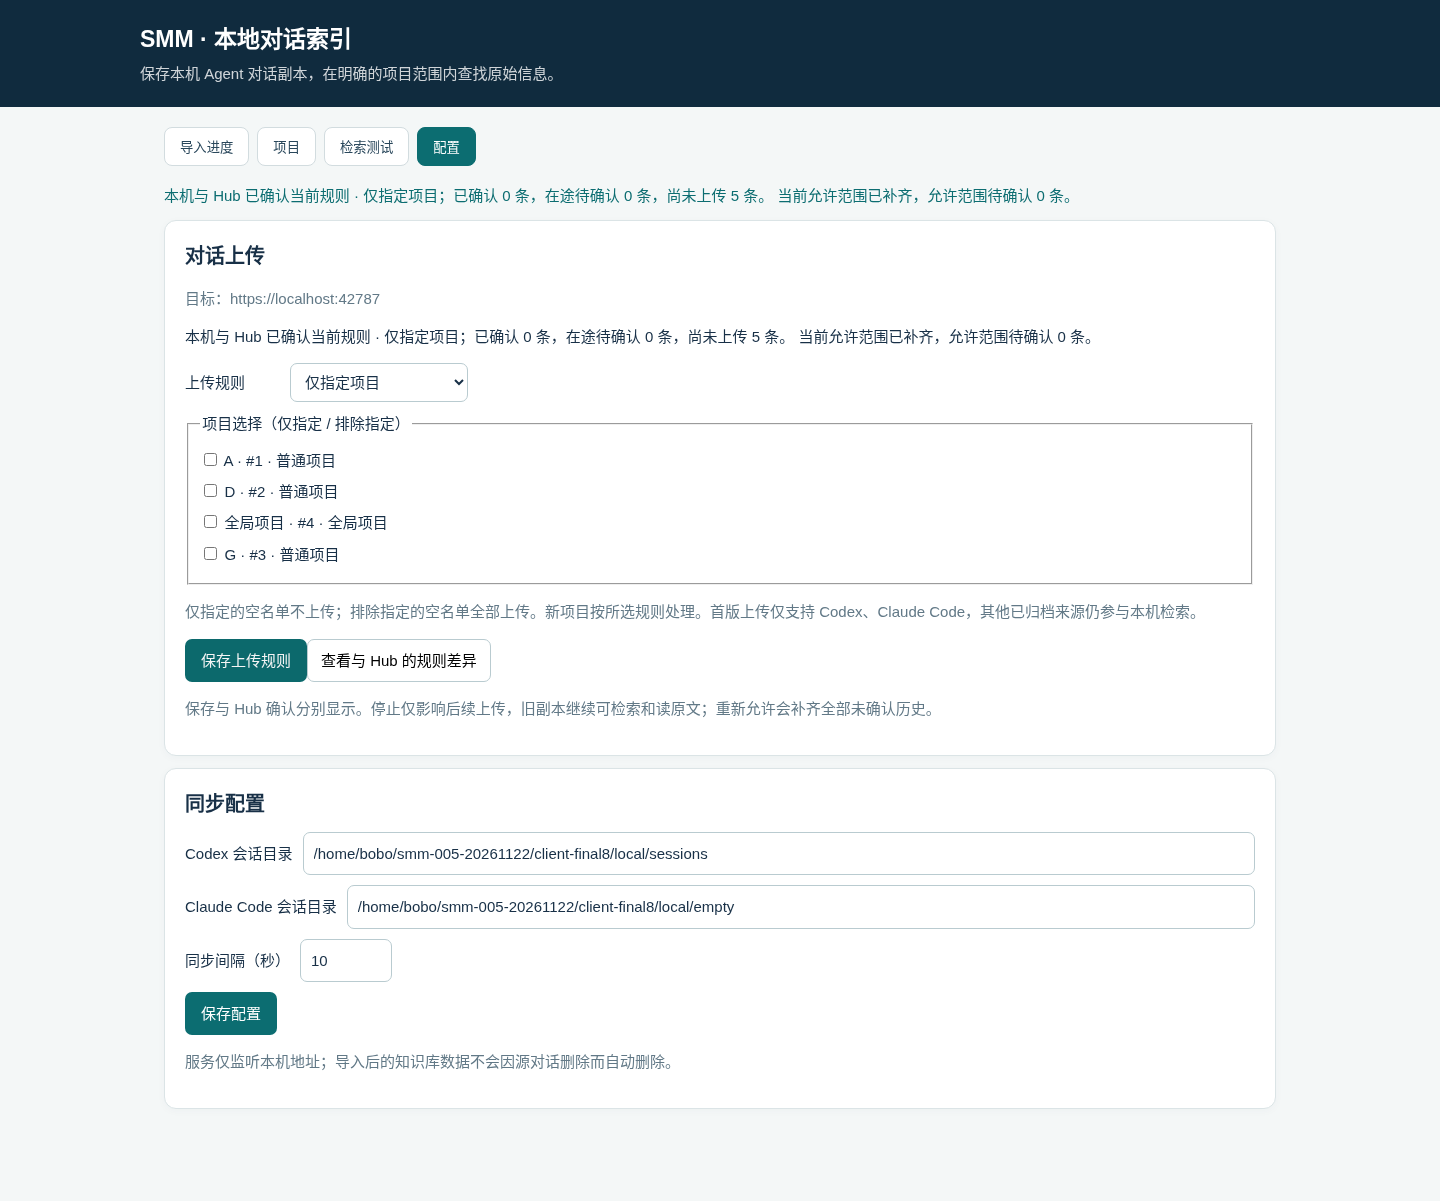 SMM · 本地对话索引
保存本机 Agent 对话副本，在明确的项目范围内查找原始信息。
导入进度 项目 检索测试 配置
本机与 Hub 已确认当前规则 · 仅指定项目；已确认 0 条，在途待确认 0 条，尚未上传 5 条。 当前允许范围已补齐，允许范围待确认 0 条。
对话上传
目标：https://localhost:42787
本机与 Hub 已确认当前规则 · 仅指定项目；已确认 0 条，在途待确认 0 条，尚未上传 5 条。 当前允许范围已补齐，允许范围待确认 0 条。
上传规则 仅指定项目
项目选择（仅指定 / 排除指定）
A · #1 · 普通项目
D · #2 · 普通项目
全局项目 · #4 · 全局项目
G · #3 · 普通项目
仅指定的空名单不上传；排除指定的空名单全部上传。新项目按所选规则处理。首版上传仅支持 Codex、Claude Code，其他已归档来源仍参与本机检索。
保存上传规则 查看与 Hub 的规则差异
保存与 Hub 确认分别显示。停止仅影响后续上传，旧副本继续可检索和读原文；重新允许会补齐全部未确认历史。
同步配置
Codex 会话目录 /home/bobo/smm-005-20261122/client-final8/local/sessions
Claude Code 会话目录 /home/bobo/smm-005-20261122/client-final8/local/empty
同步间隔（秒） 10
保存配置
服务仅监听本机地址；导入后的知识库数据不会因源对话删除而自动删除。